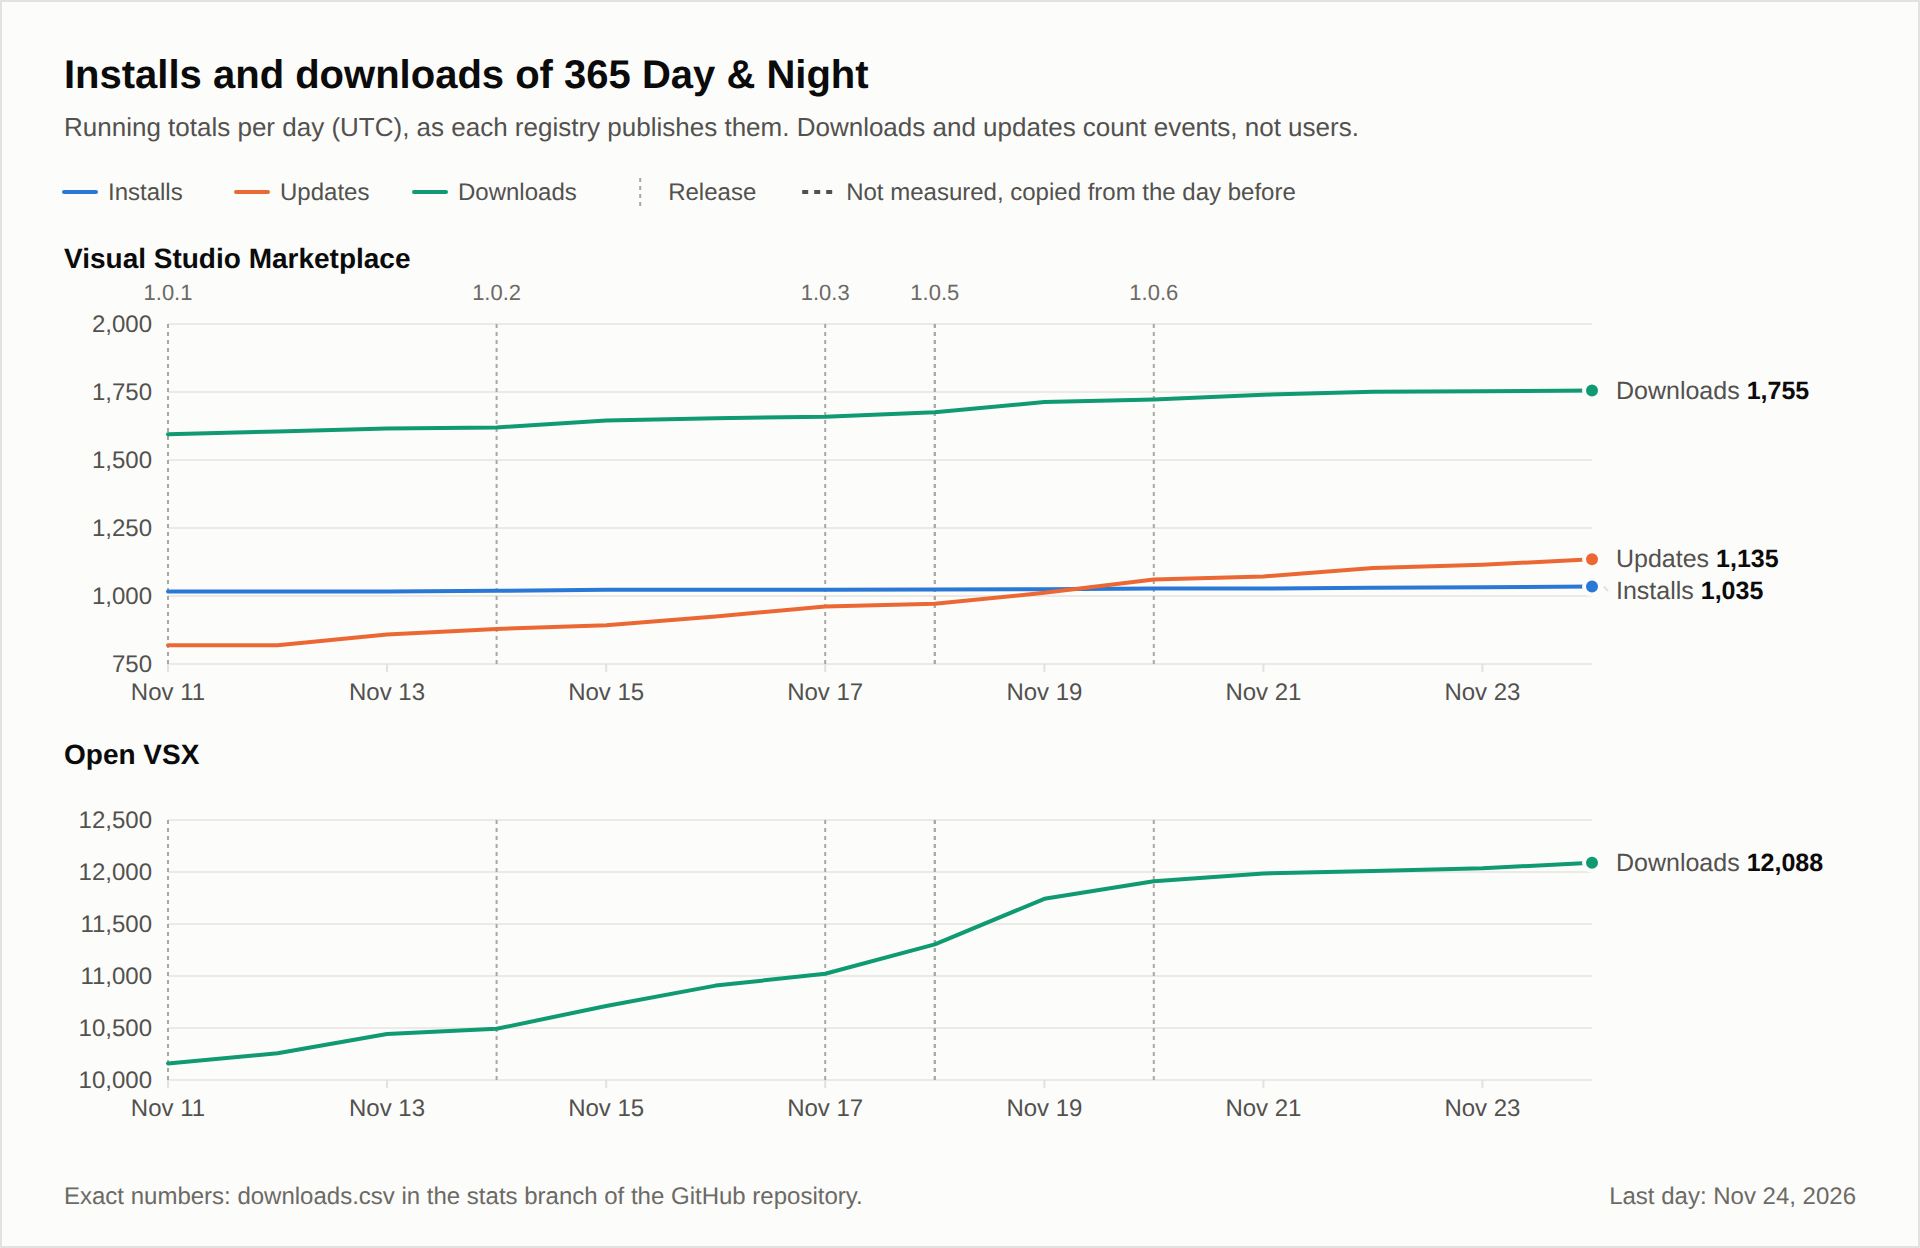 Installs and downloads of 365 Day & Night
Running totals per day (UTC), as each registry publishes them. Downloads and updates count events, not users.
Installs Updates Downloads Release Not measured, copied from the day before
Visual Studio Marketplace
1.0.1 1.0.2 1.0.3 1.0.5 1.0.6
2,000
1,750
Downloads 1,755
1,500
1,250
Updates 1,135
Installs 1,035
1,000
750
Nov 11 Nov 13 Nov 15 Nov 17 Nov 19 Nov 21 Nov 23
Open VSX
12,500
Downloads 12,088
12,000
11,500
11,000
10,500
10,000
Nov 11 Nov 13 Nov 15 Nov 17 Nov 19 Nov 21 Nov 23
Exact numbers: downloads.csv in the stats branch of the GitHub repository. Last day: Nov 24, 2026